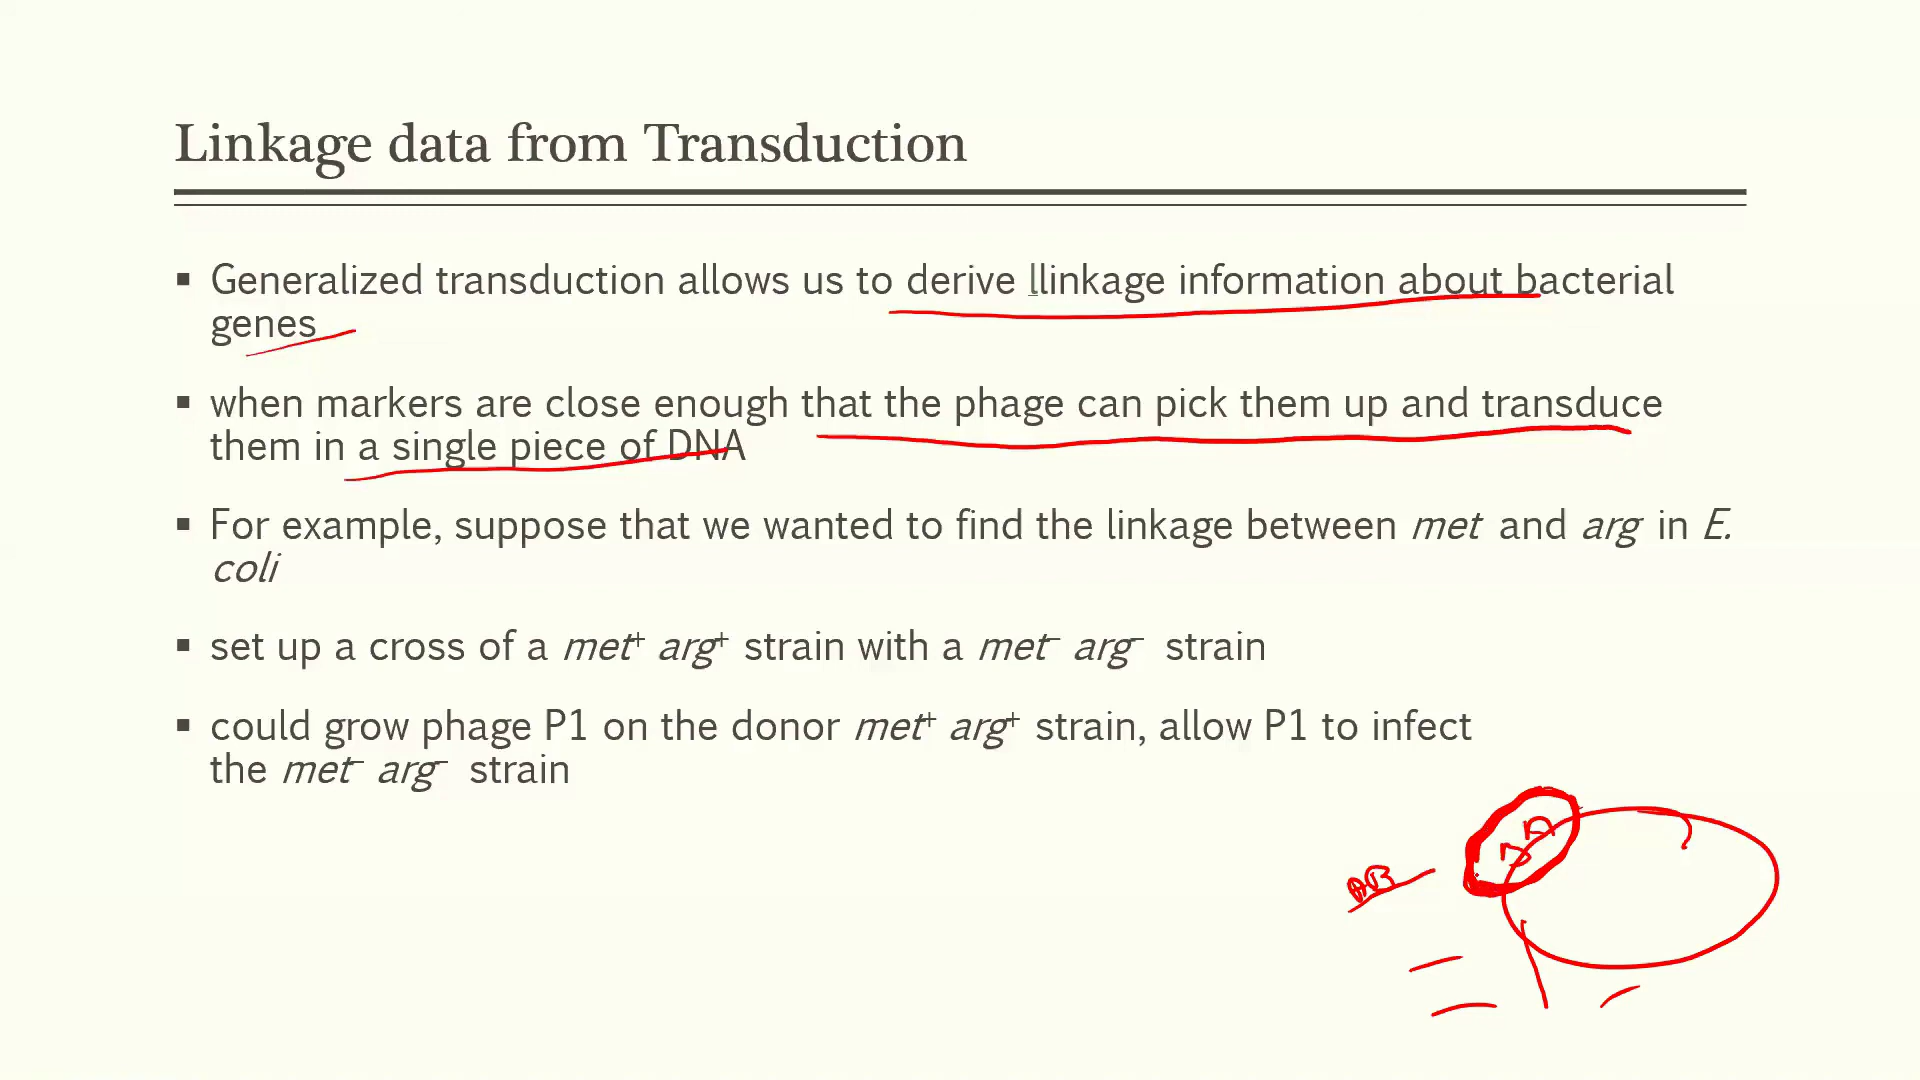 Linkage data from Transduction
▪ Generalized transduction allows us to derive llinkage information about bacterial
genes
▪ when markers are close enough that the phage can pick them up and transduce
them in a single piece of DNA
▪ For example, suppose that we wanted to find the linkage between met and arg in E.
coli
▪ set up a cross of a met⁺ arg⁺ strain with a met⁻ arg⁻ strain
▪ could grow phage P1 on the donor met⁺ arg⁺ strain, allow P1 to infect
the met⁻ arg⁻ strain